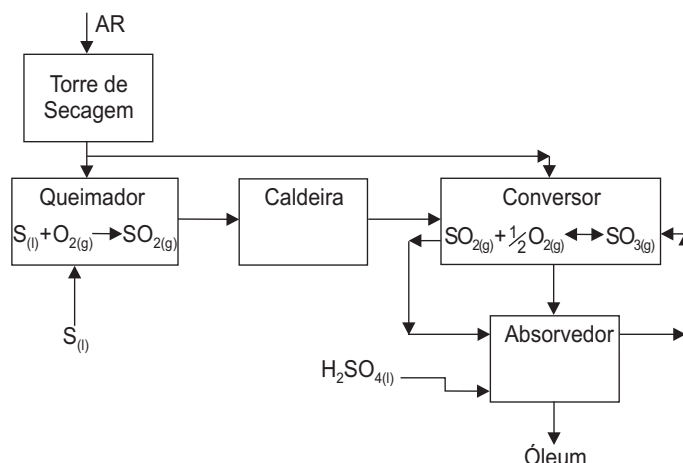 AR
Torre de
Secagem
Queimador
S(l)+O2(g)→SO2(g)
Caldeira
Conversor
SO2(g)+½O2(g)↔SO3(g)
S(l)
Absorvedor
H2SO4(l)
Óleum